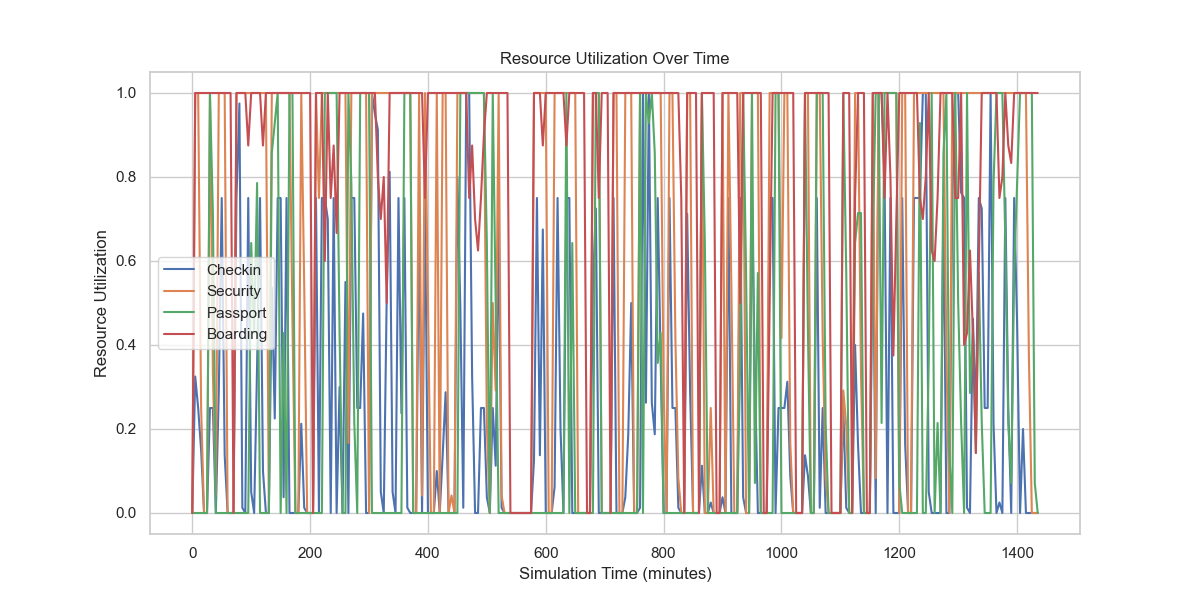 Resource Utilization Over Time
1.0
0.8
0.6
0.4
0.2
0.0
Resource Utilization
Checkin
Security
Passport
Boarding
0 200 400 600 800 1000 1200 1400
Simulation Time (minutes)